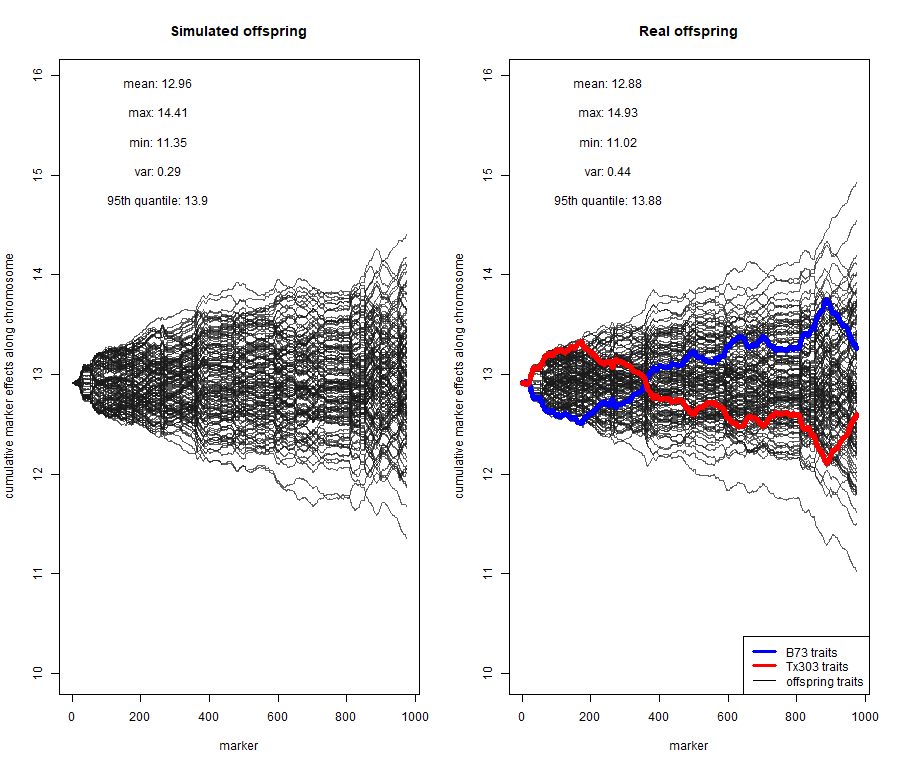 Simulated offspring
mean: 12.96
max: 14.41
min: 11.35
var: 0.29
95th quantile: 13.9
cumulative marker effects along chromosome
16
15
14
13
12
11
10
0 200 400 600 800 1000
marker
Real offspring
mean: 12.88
max: 14.93
min: 11.02
var: 0.44
95th quantile: 13.88
cumulative marker effects along chromosome
16
15
14
13
12
11
10
B73 traits
Tx303 traits
offspring traits
0 200 400 600 800 1000
marker